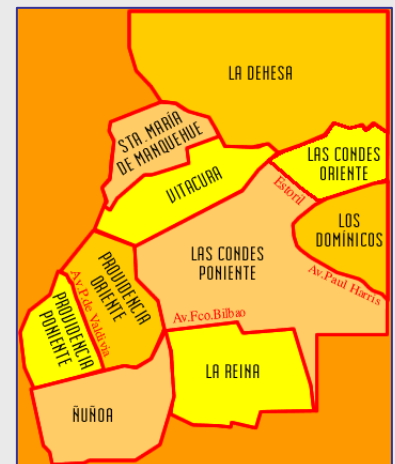 LA DEHESA
STA. MARÍA
DE MANQUEHUE
LAS CONDES
ORIENTE
VITACURA
Estoril
LOS
DOMÍNICOS
LAS CONDES
PONIENTE
PROVIDENCIA
ORIENTE
Av.Paul Harris
Av.P.de Valdivia
PROVIDENCIA
PONIENTE
Av.Fco.Bilbao
LA REINA
ÑUÑOA